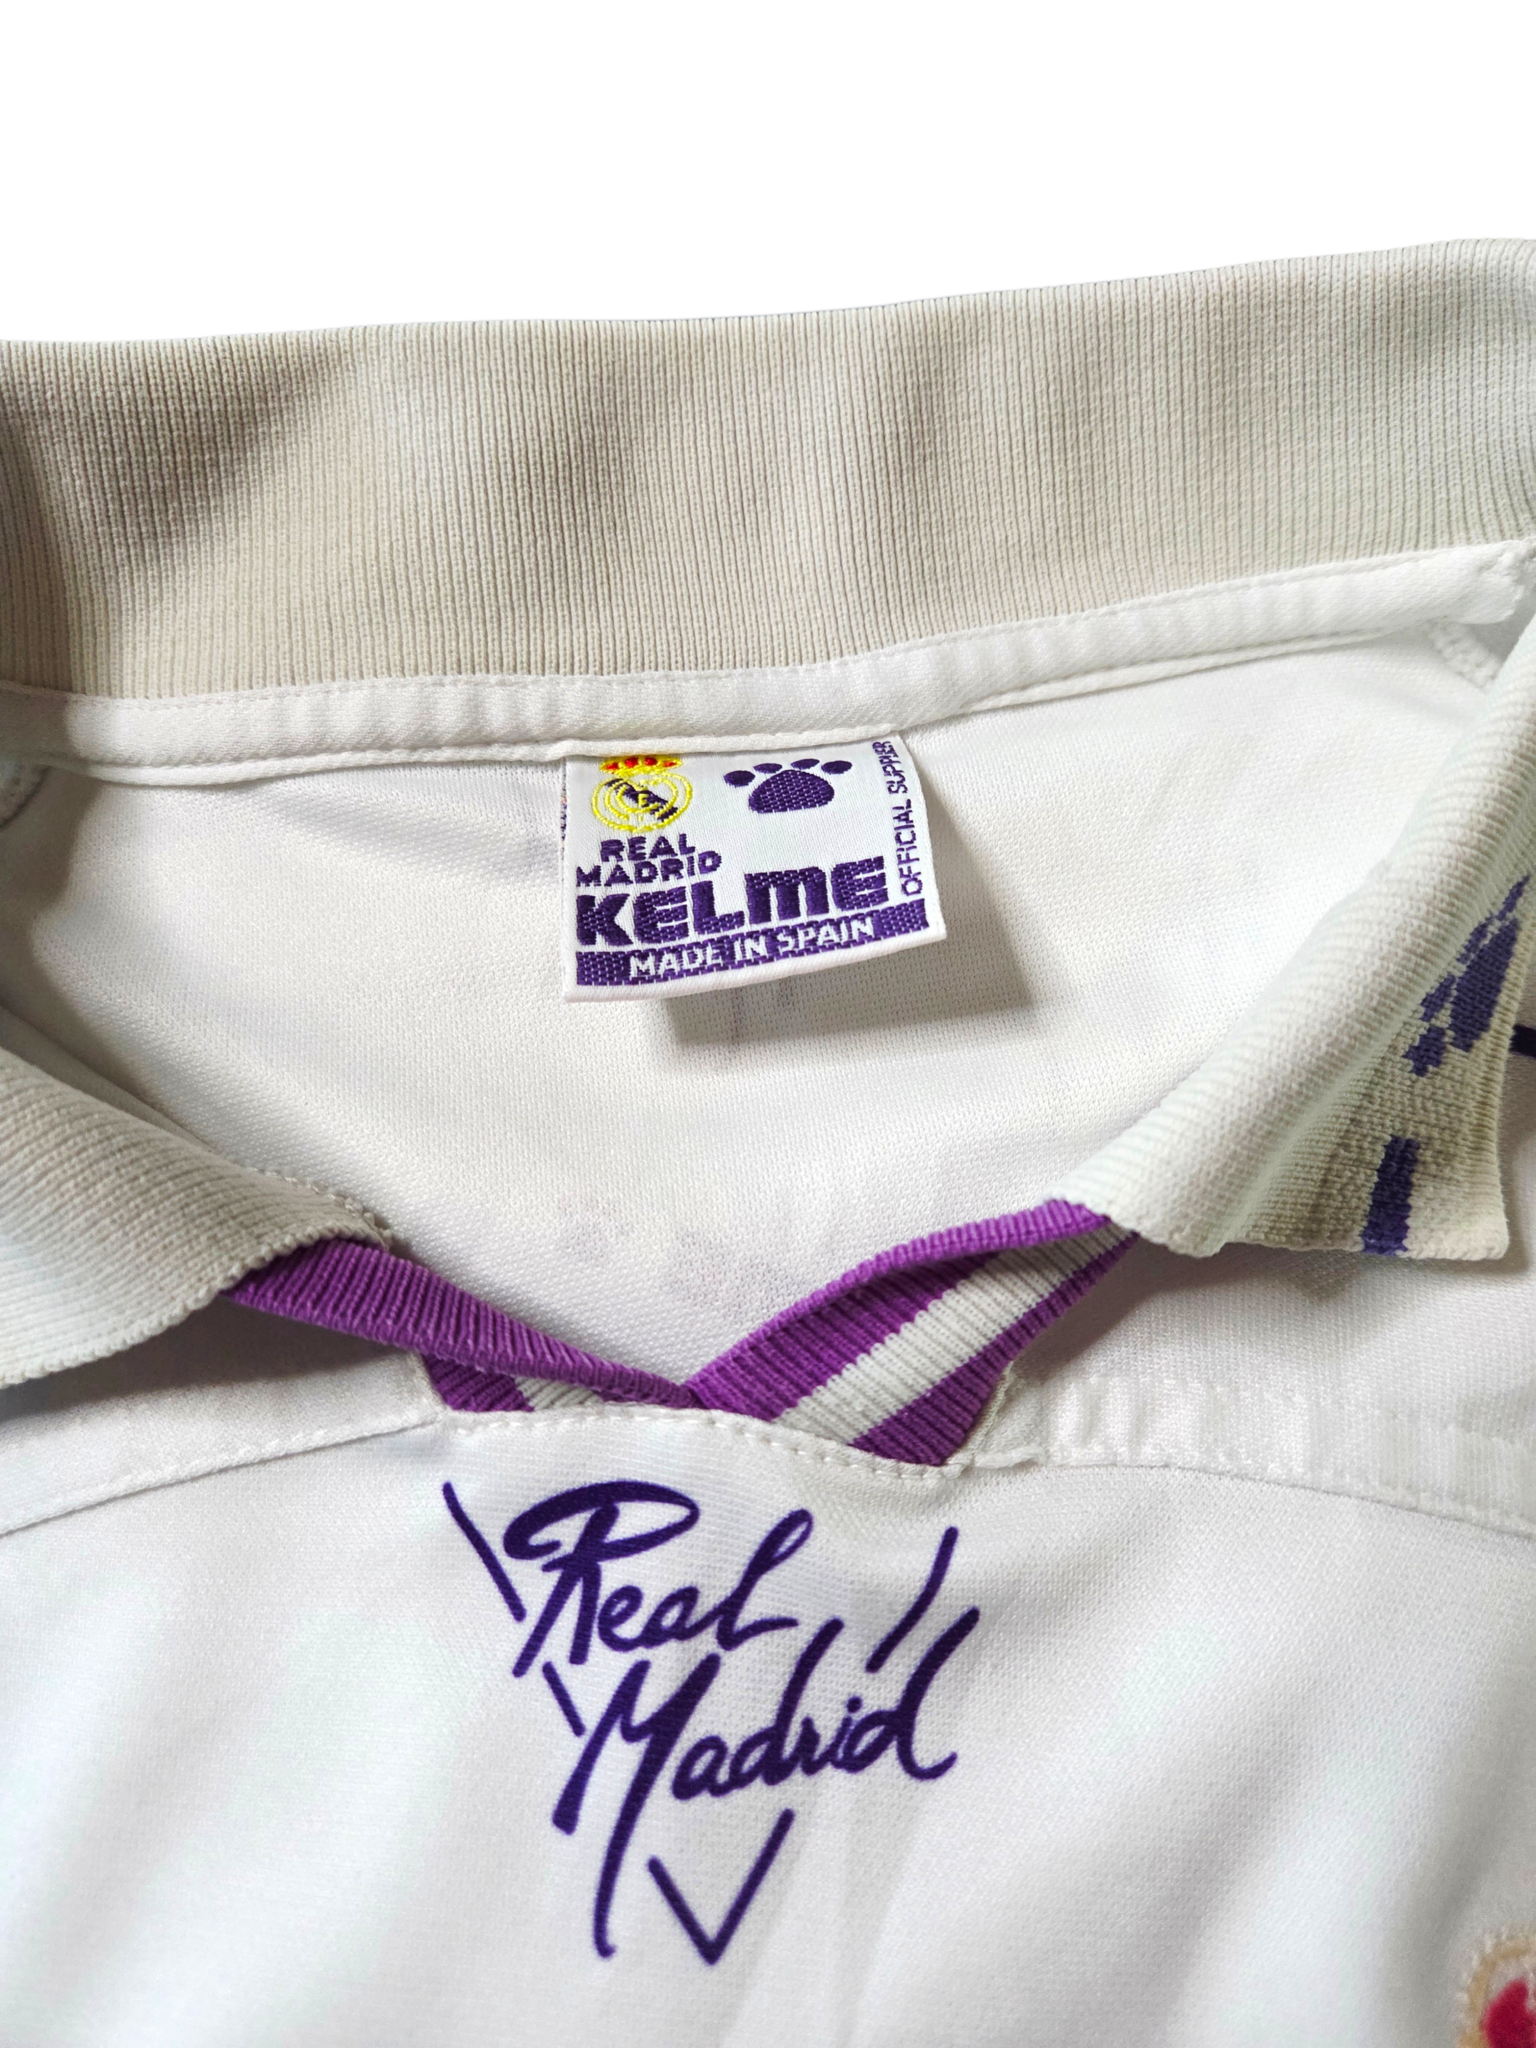 REAL
MADRID
KELME
MADE IN SPAIN
OFFICIAL SUPPLIER
Real
Madrid